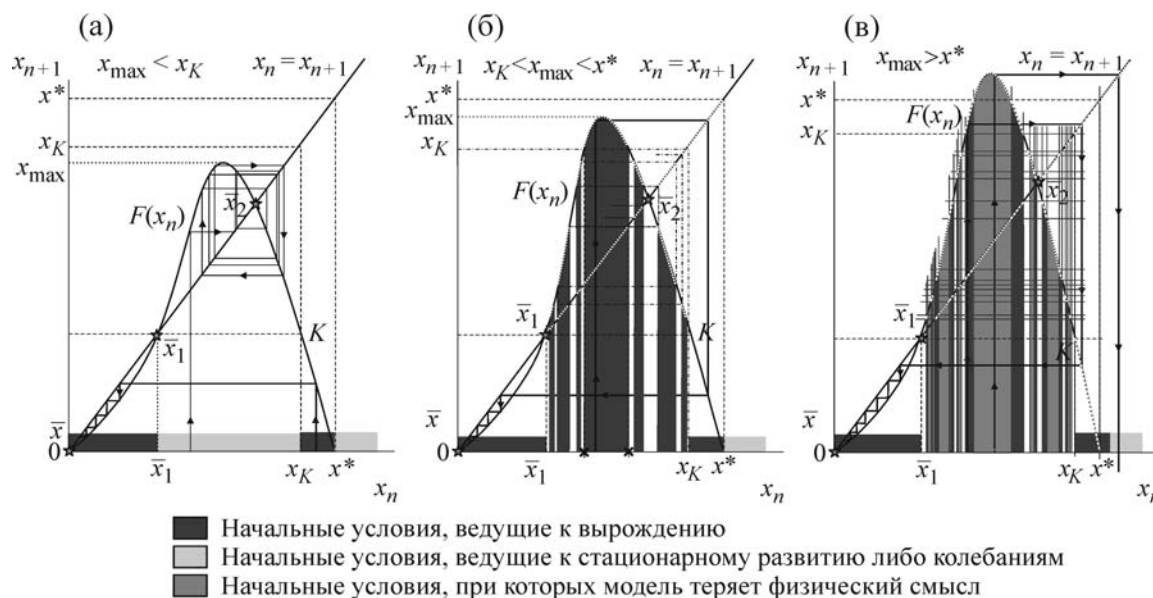 (а)
x_{n+1} x_max < x_K x_n = x_{n+1}
x*
x_K
x_max
F(x_n) x̄_2
x̄_1 K
x̄
0 x̄_1 x_K x*
x_n
(б)
x_{n+1} x_K < x_max < x* x_n = x_{n+1}
x*
x_max
x_K
F(x_n) x̄_2
x̄_1 K
x̄
0 x̄_1 x_K x*
x_n
(в)
x_{n+1} x_max > x* x_n = x_{n+1}
x*
x_K F(x_n)
x̄_2
x̄_1 K
x̄
0 x̄_1 x_K x*
x_n
Начальные условия, ведущие к вырождению
Начальные условия, ведущие к стационарному развитию либо колебаниям
Начальные условия, при которых модель теряет физический смысл